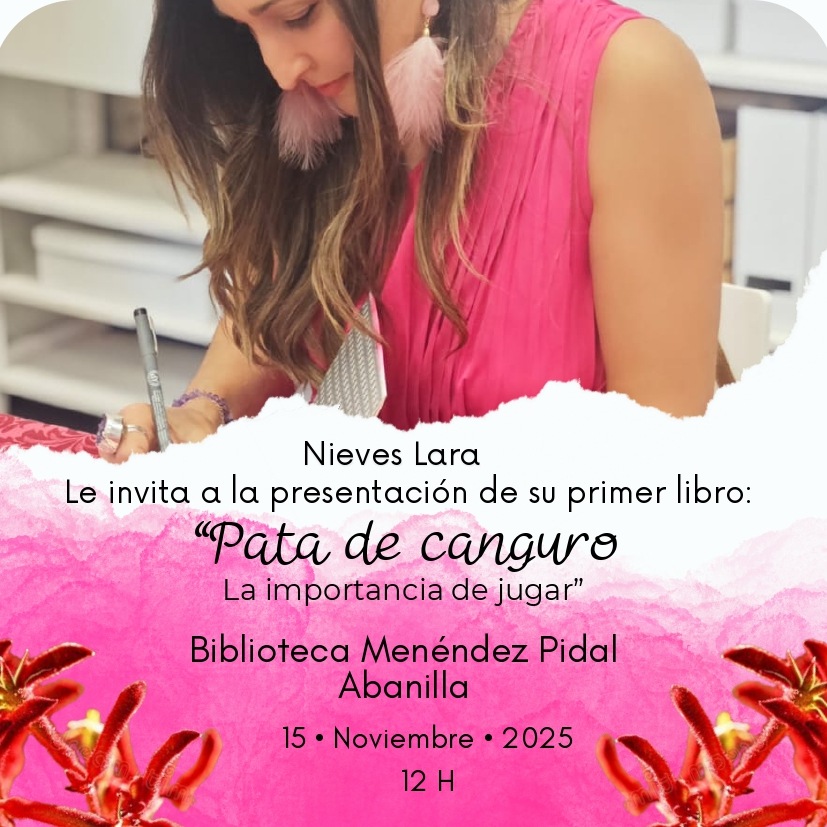 Nieves Lara
Le invita a la presentación de su primer libro:
“Pata de canguro
La importancia de jugar”
Biblioteca Menéndez Pidal
Abanilla
15 • Noviembre • 2025
12 H